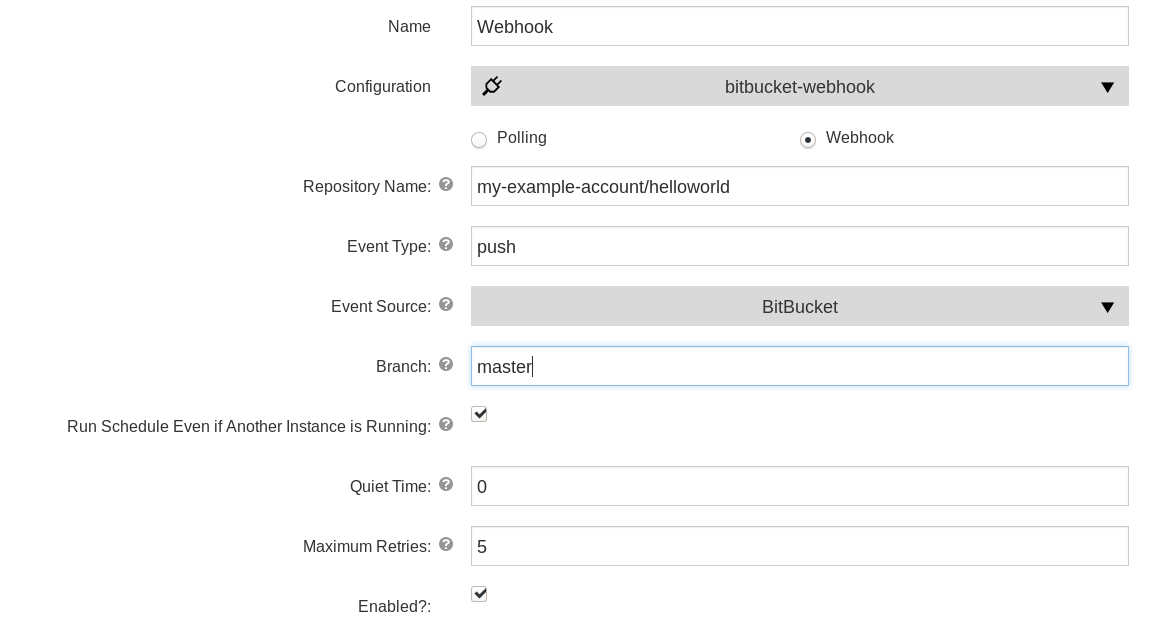 Name Webhook
Configuration bitbucket-webhook
Polling Webhook
Repository Name: my-example-account/helloworld
Event Type: push
Event Source: BitBucket
Branch: master
Run Schedule Even if Another Instance is Running:
Quiet Time: 0
Maximum Retries: 5
Enabled?: